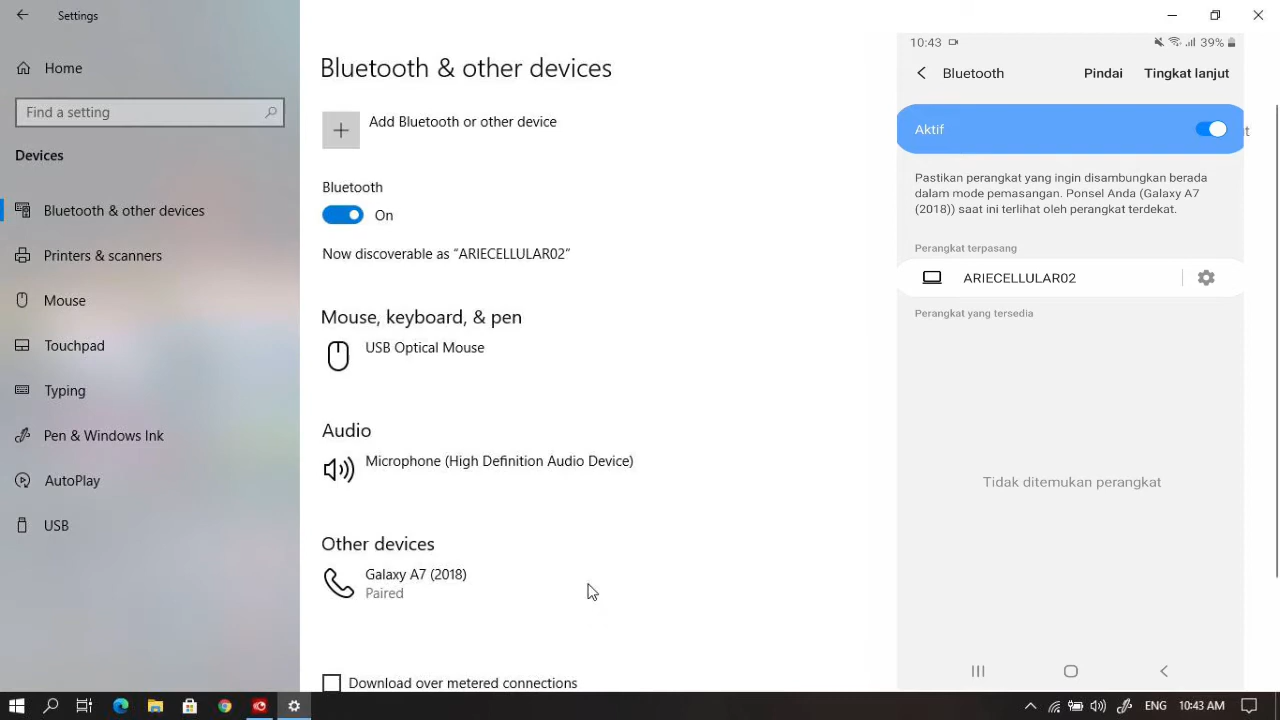 Settings
Home
Find a setting
Devices
Bluetooth & other devices
Printers & scanners
Mouse
Touchpad
Typing
Pen & Windows Ink
AutoPlay
USB
Bluetooth & other devices
Add Bluetooth or other device
Bluetooth
On
Now discoverable as “ARIECELLULAR02”
Mouse, keyboard, & pen
USB Optical Mouse
Audio
Microphone (High Definition Audio Device)
Other devices
Galaxy A7 (2018)
Paired
Download over metered connections
10:43
39%
Bluetooth
Pindai
Tingkat lanjut
Aktif
Pastikan perangkat yang ingin disambungkan berada
dalam mode pemasangan. Ponsel Anda (Galaxy A7
(2018)) saat ini terlihat oleh perangkat terdekat.
Perangkat terpasang
ARIECELLULAR02
Perangkat yang tersedia
Tidak ditemukan perangkat
ENG
10:43 AM